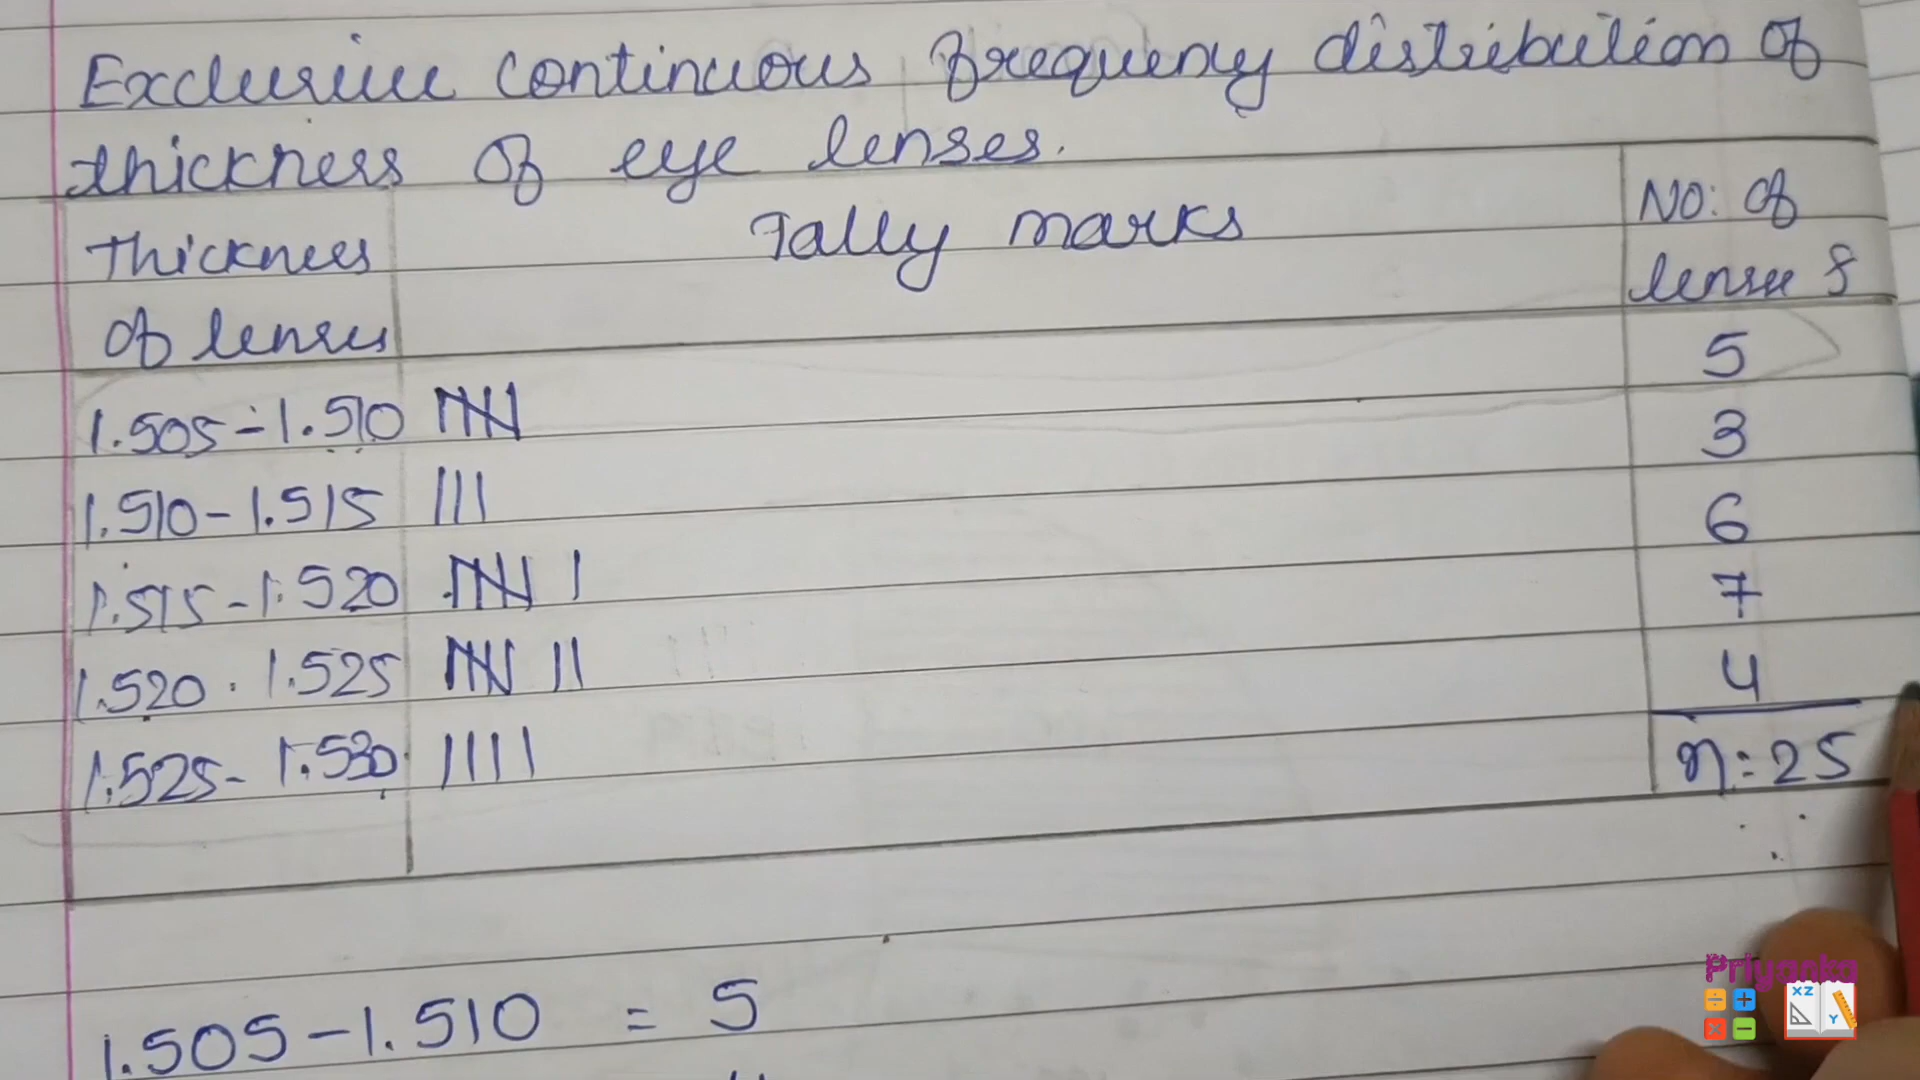 Exclusive continuous frequency distribution of
thickness of eye lenses.
Thickness
of lenses
Tally marks
No: of
lenses
1.505-1.510 5
1.510-1.515 ||| 3
1.515-1.520 | 6
1.520 . 1.525 || 7
1.525- 1.530 |||| 4
n:25
1.505-1.510 = 5
Priyanka
XZ
Y